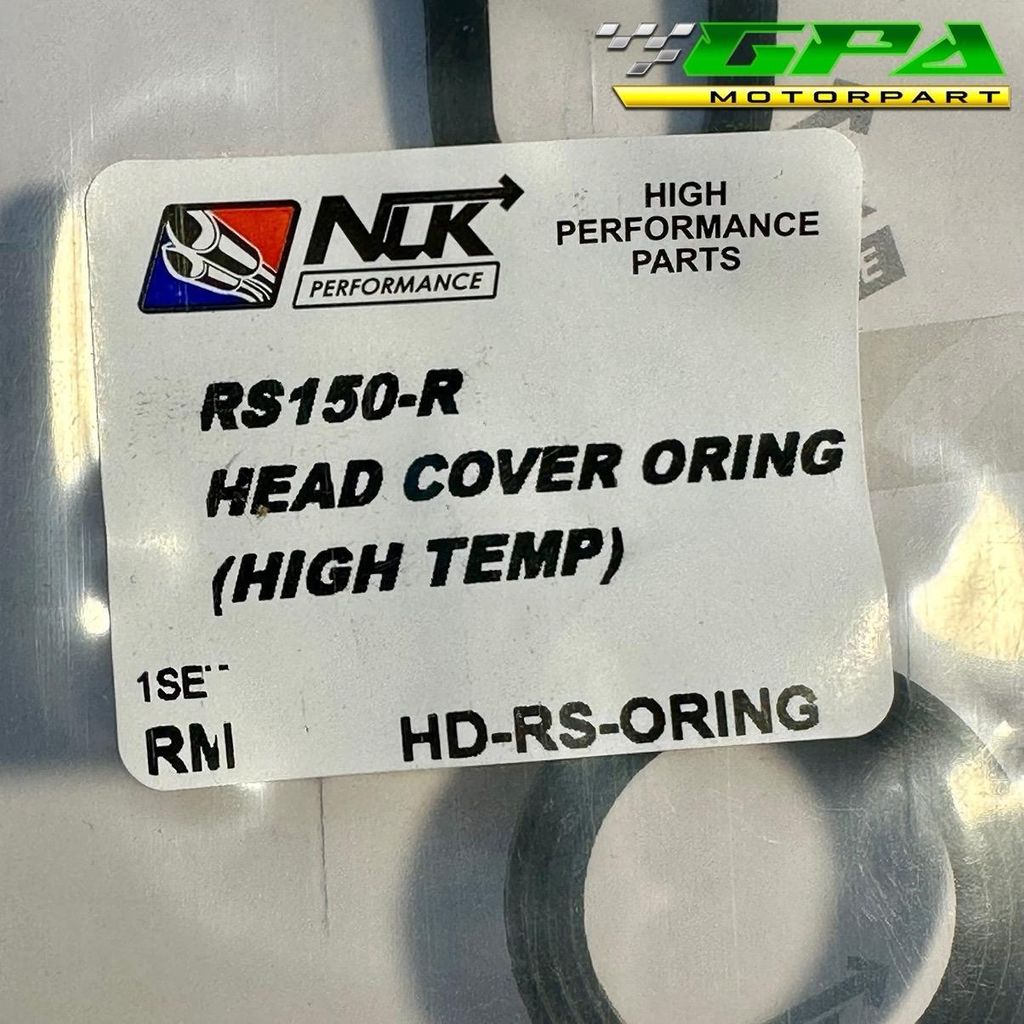 GPA
MOTORPART
NLK
PERFORMANCE
HIGH
PERFORMANCE
PARTS
RS150-R
HEAD COVER ORING
(HIGH TEMP)
RM
HD-RS-ORING